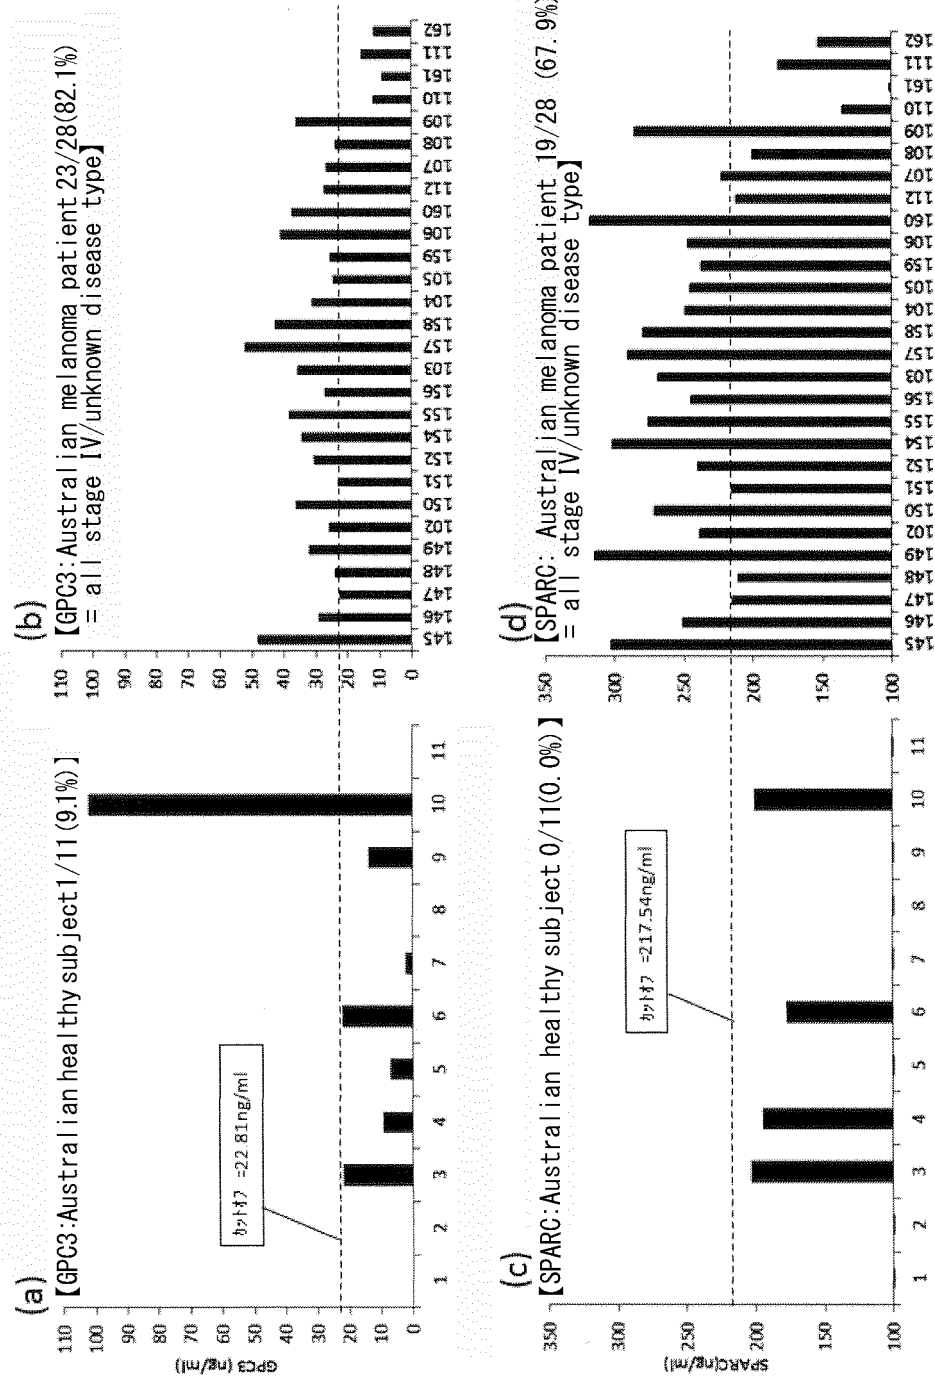 (a)
【GPC3:Australian healthy subject1/11(9.1%)】
GPC3 (ng/ml)
110
100
90
80
70
60
50
40
30
20
10
0
カットオフ =22.81ng/ml
1 2 3 4 5 6 7 8 9 10 11
(b)
【GPC3:Australian melanoma patient 23/28(82.1%)
= all stage IV/unknown disease type】
110
100
90
80
70
60
50
40
30
20
10
0
145 146 147 148 149 102 150 151 152 154 155 156 103 157 158 104 105 159 106 160 112 107 108 109 110 161 111 162
(c)
【SPARC:Australian healthy subject 0/11(0.0%)】
SPARC(ng/ml)
350
300
250
200
150
100
カットオフ =217.54ng/ml
1 2 3 4 5 6 7 8 9 10 11
(d)
【SPARC: Australian melanoma patient 19/28 (67.9%)
= all stage IV/unknown disease type】
350
300
250
200
150
100
145 146 147 148 149 102 150 151 152 154 155 156 103 157 158 104 105 159 106 160 112 107 108 109 110 161 111 162